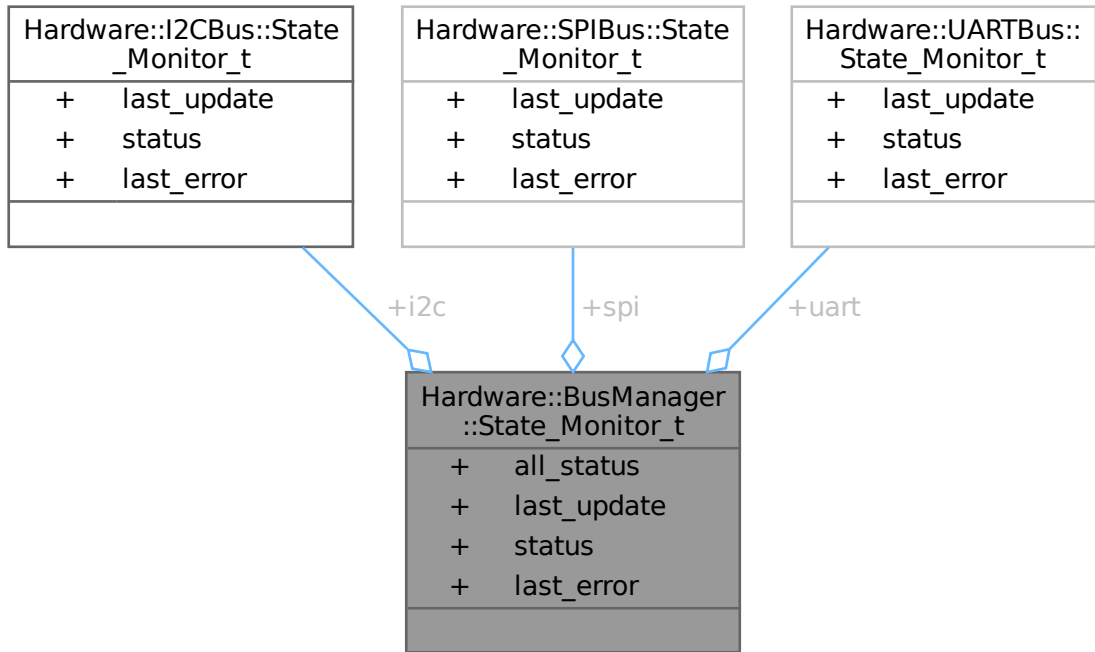 Hardware::I2CBus::State
_Monitor_t
+ last_update
+ status
+ last_error
Hardware::SPIBus::State
_Monitor_t
+ last_update
+ status
+ last_error
Hardware::UARTBus::
State_Monitor_t
+ last_update
+ status
+ last_error
+i2c
+spi
+uart
Hardware::BusManager
::State_Monitor_t
+ all_status
+ last_update
+ status
+ last_error